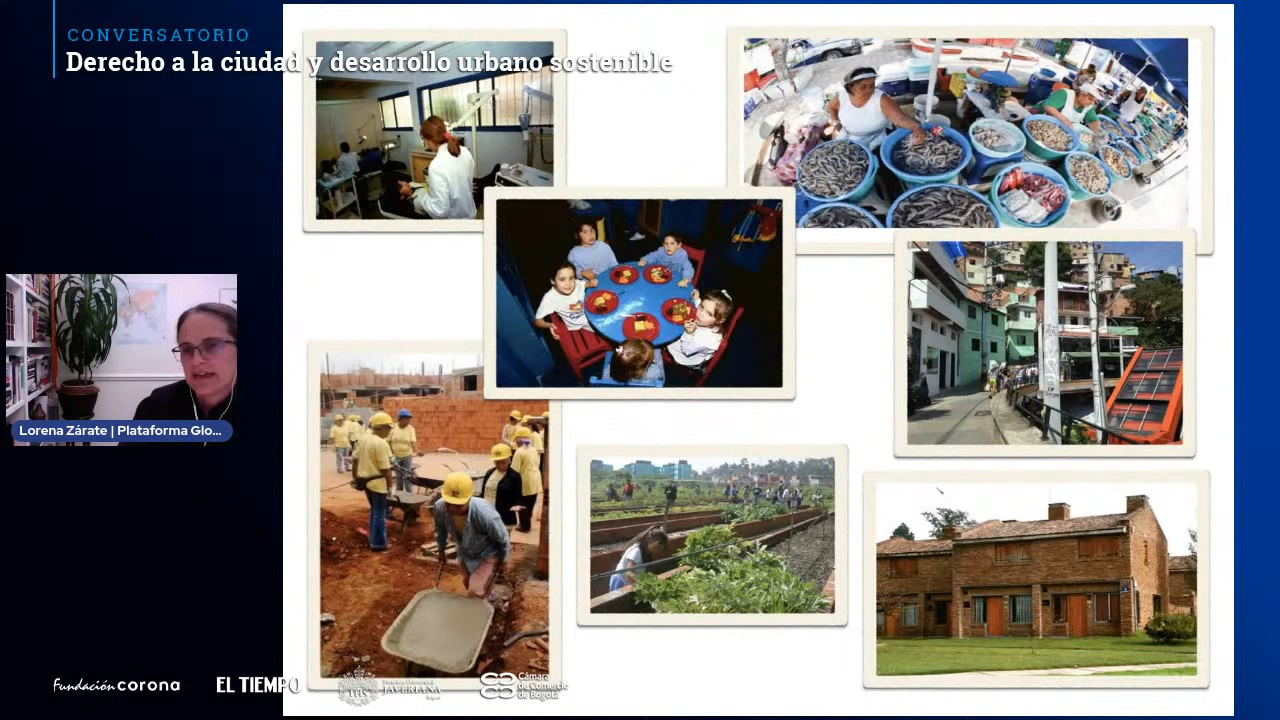 CONVERSATORIO
Derecho a la ciudad y desarrollo urbano sostenible
Lorena Zárate | Plataforma Glo...
Fundación corona
EL TIEMPO
JAVERIANA
Cámara
de Comercio
de Bogotá